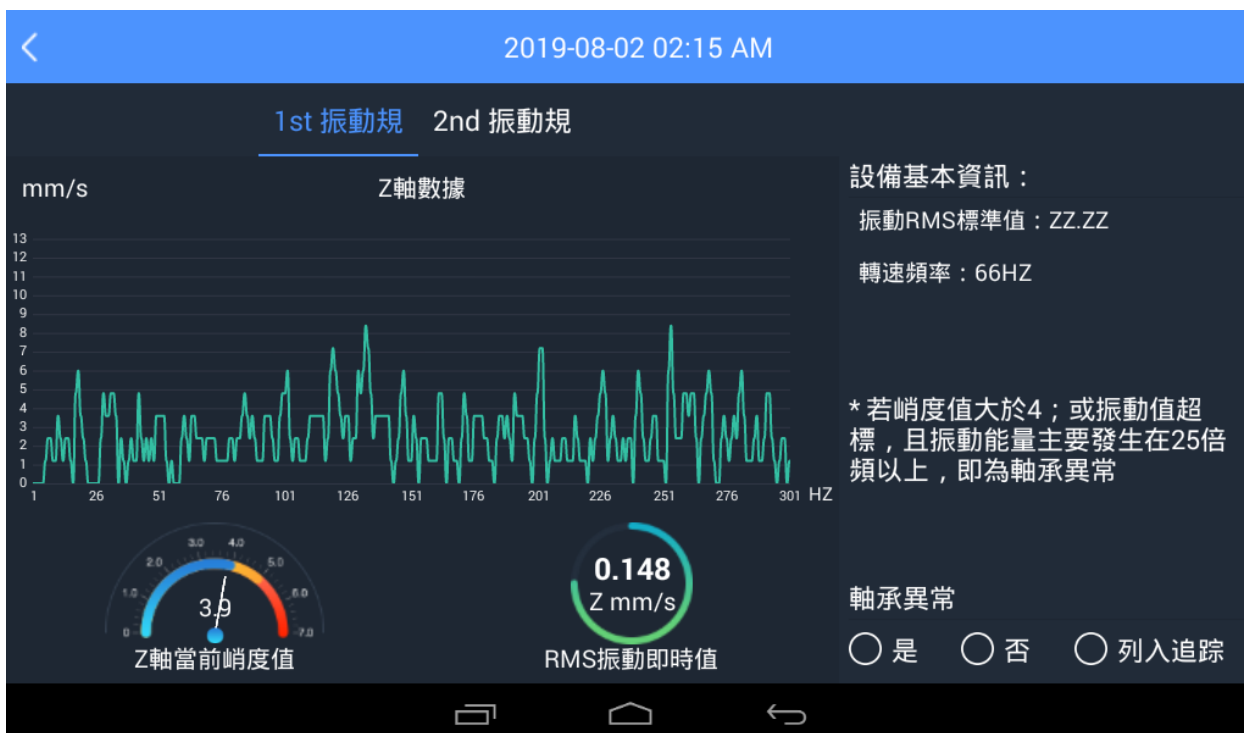 2019-08-02 02:15 AM
1st 振動規 2nd 振動規
mm/s Z軸數據
13
12
11
10
9
8
7
6
5
4
3
2
1
0
1 26 51 76 101 126 151 176 201 226 251 276 301 HZ
0 1.0 2.0 3.0 4.0 5.0 6.0 7.0
3.9
Z軸當前峭度值
0.148
Z mm/s
RMS振動即時值
設備基本資訊：
振動RMS標準值：ZZ.ZZ
轉速頻率：66HZ
*若峭度值大於4；或振動值超
標，且振動能量主要發生在25倍
頻以上，即為軸承異常
軸承異常
是 否 列入追踪